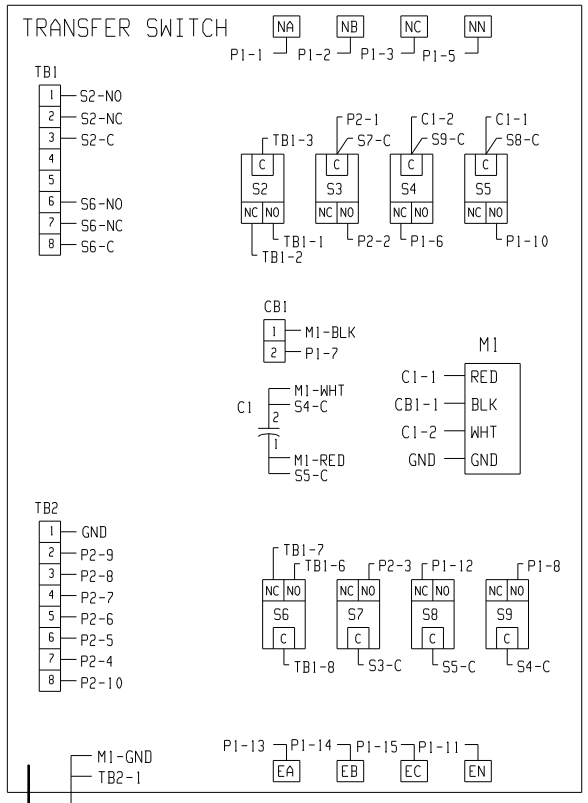 TRANSFER SWITCH
NA NB NC NN
P1-1 P1-2 P1-3 P1-5
TB1
1 S2-NO
2 S2-NC
3 S2-C
4
5
6 S6-NO
7 S6-NC
8 S6-C
P2-1 C1-2 C1-1
TB1-3 S7-C S9-C S8-C
C C C C
S2 S3 S4 S5
NC NO NC NO NC NO NC NO
TB1-1 P2-2 P1-6 P1-10
TB1-2
CB1
1 M1-BLK
2 P1-7
M1
C1-1 RED
CB1-1 BLK
C1-2 WHT
GND GND
M1-WHT
C1 S4-C
2
1
M1-RED
S5-C
TB2
1 GND
2 P2-9
3 P2-8
4 P2-7
5 P2-6
6 P2-5
7 P2-4
8 P2-10
TB1-7
TB1-6 P2-3 P1-12 P1-8
NC NO NC NO NC NO NC NO
S6 S7 S8 S9
C C C C
TB1-8 S3-C S5-C S4-C
P1-13 P1-14 P1-15 P1-11
EA EB EC EN
M1-GND
TB2-1